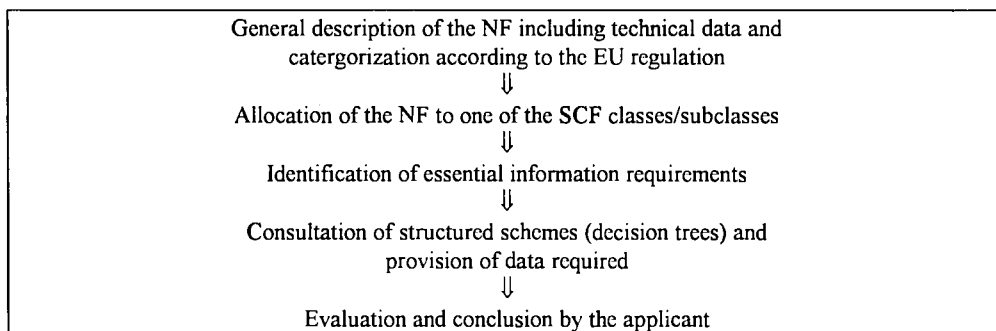 General description of the NF including technical data and
catergorization according to the EU regulation
⇓
Allocation of the NF to one of the SCF classes/subclasses
⇓
Identification of essential information requirements
⇓
Consultation of structured schemes (decision trees) and
provision of data required
⇓
Evaluation and conclusion by the applicant